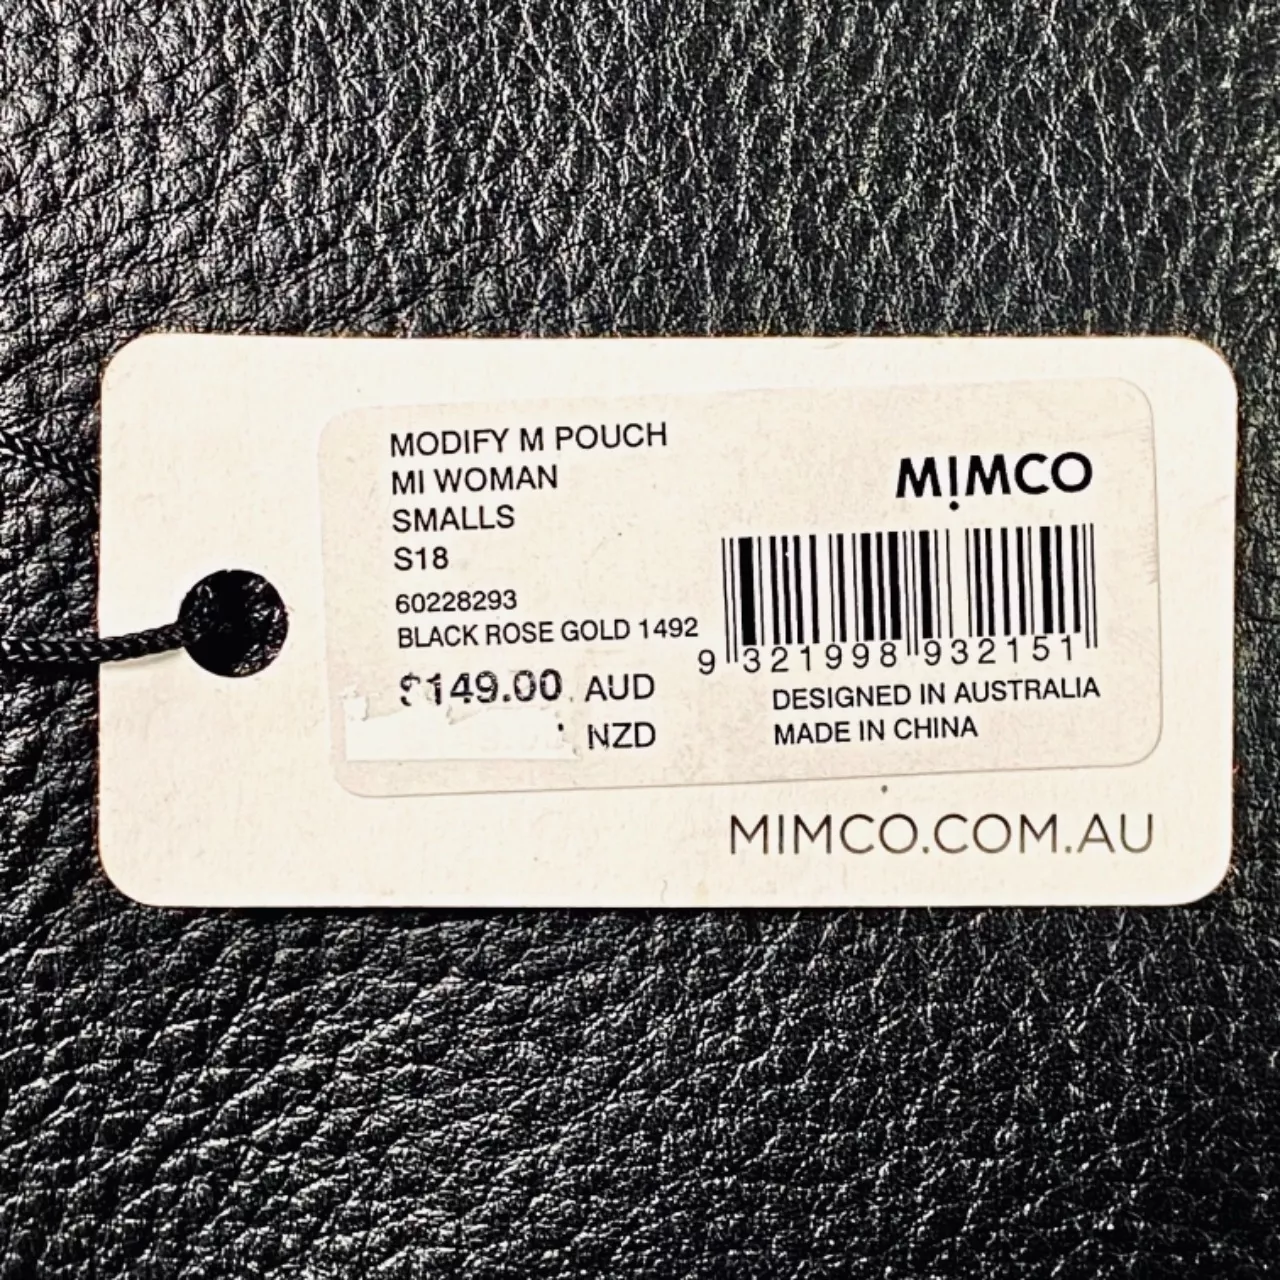 MODIFY M POUCH
MI WOMAN
SMALLS
S18
60228293
BLACK ROSE GOLD 1492
$149.00 AUD
NZD
MIMCO
9 321998 932151
DESIGNED IN AUSTRALIA
MADE IN CHINA
MIMCO.COM.AU